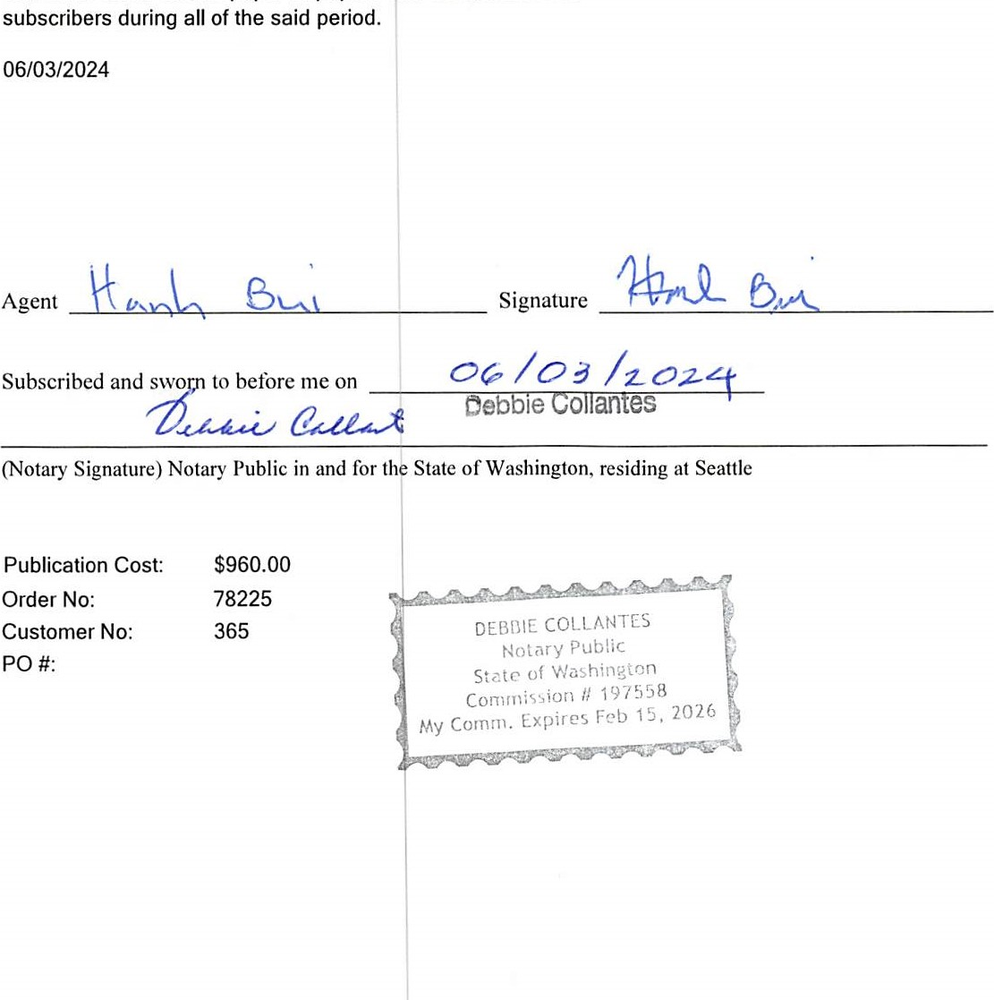 subscribers during all of the said period.
06/03/2024
Agent Hanh Bui Signature Hanh Bui
Subscribed and sworn to before me on 06/03/2024
Debbie Collantes
Debbie Collant
(Notary Signature) Notary Public in and for the State of Washington, residing at Seattle
Publication Cost: $960.00
Order No: 78225
Customer No: 365
PO #:
DEBBIE COLLANTES
Notary Public
State of Washington
Commission # 197558
My Comm. Expires Feb 15, 2026